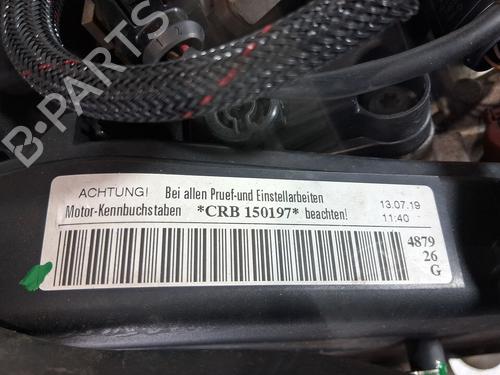 B-PARTS
ACHTUNG! Bei allen Pruef-und Einstellarbeiten 13.07.19
Motor-Kennbuchstaben *CRB 150197* beachten! 11:40
4879
26
G